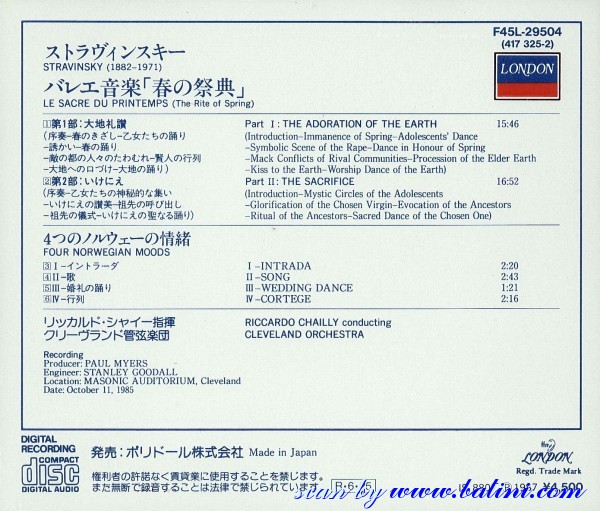 F45L-29504
(417 325-2)
LONDON
ストラヴィンスキー
STRAVINSKY (1882–1971)
バレエ音楽「春の祭典」
LE SACRE DU PRINTEMPS (The Rite of Spring)
①第1部:大地礼讃 Part I : THE ADORATION OF THE EARTH 15:46
(序奏–春のきざし–乙女たちの踊り (Introduction–Immanence of Spring–Adolescents' Dance
–誘かい–春の踊り –Symbolic Scene of the Rape–Dance in Honour of Spring
–敵の都の人々のたわむれ–賢人の行列 –Mack Conflicts of Rival Communities–Procession of the Elder Earth
–大地へのロづけ–大地の踊り) –Kiss to the Earth–Worship Dance of the Earth)
②第2部:いけにえ Part II : THE SACRIFICE 16:52
(序奏–乙女たちの神秘的な集い (Introduction–Mystic Circles of the Adolescents
–いけにえの讃美–祖先の呼び出し –Glorification of the Chosen Virgin–Evocation of the Ancestors
–祖先の儀式–いけにえの聖なる踊り) –Ritual of the Ancestors–Sacred Dance of the Chosen One)
4つのノルウェーの情緒
FOUR NORWEGIAN MOODS
③I–イントラーダ I–INTRADA 2:20
④II–歌 II–SONG 2:43
⑤III–婚礼の踊り III–WEDDING DANCE 1:21
⑥IV–行列 IV–CORTEGE 2:16
リッカルド・シャイー指揮 RICCARDO CHAILLY conducting
クリーヴランド管弦楽団 CLEVELAND ORCHESTRA
Recording
Producer: PAUL MYERS
Engineer: STANLEY GOODALL
Location: MASONIC AUDITORIUM, Cleveland
Date: October 11, 1985
DIGITAL
RECORDING
COMPACT
disc
DIGITAL AUDIO
発売:ポリドール株式会社 Made in Japan
権利者の許諾なく賃貸業に使用することを禁じます。
また無断で録音することは法律で禁じられています。
R·6·5
℗1987 ¥4,500
LONDON
Regd. Trade Mark
scan by www.batint.com